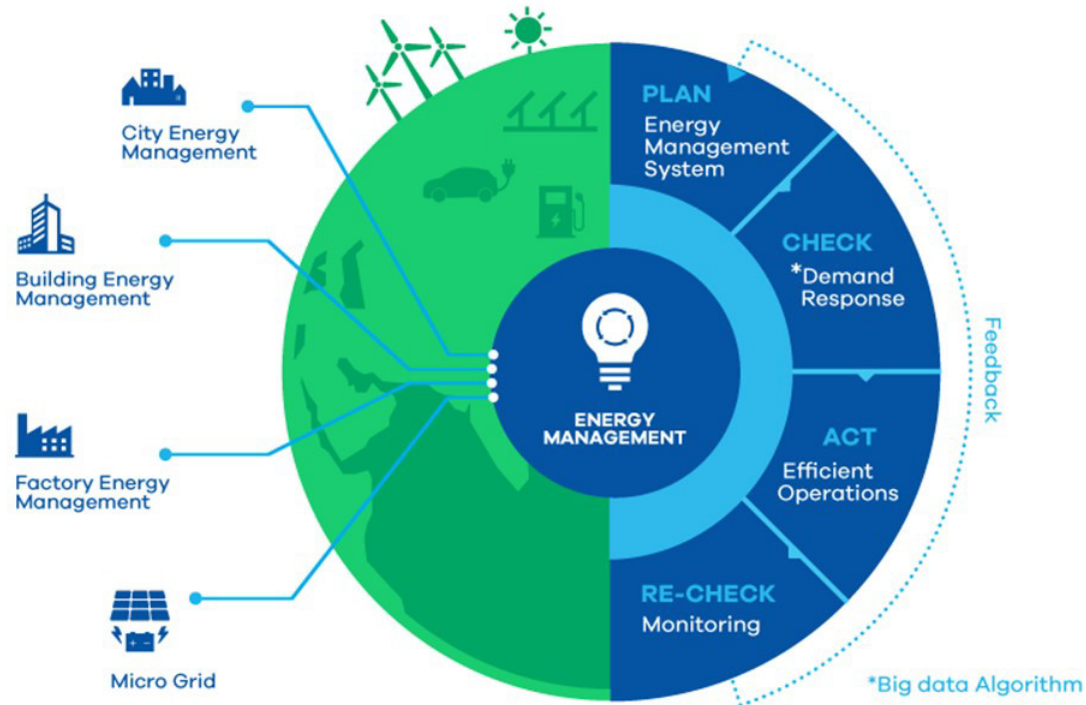 City Energy
Management
Building Energy
Management
Factory Energy
Management
Micro Grid
ENERGY
MANAGEMENT
PLAN
Energy
Management
System
CHECK
*Demand
Response
ACT
Efficient
Operations
RE-CHECK
Monitoring
Feedback
*Big data Algorithm